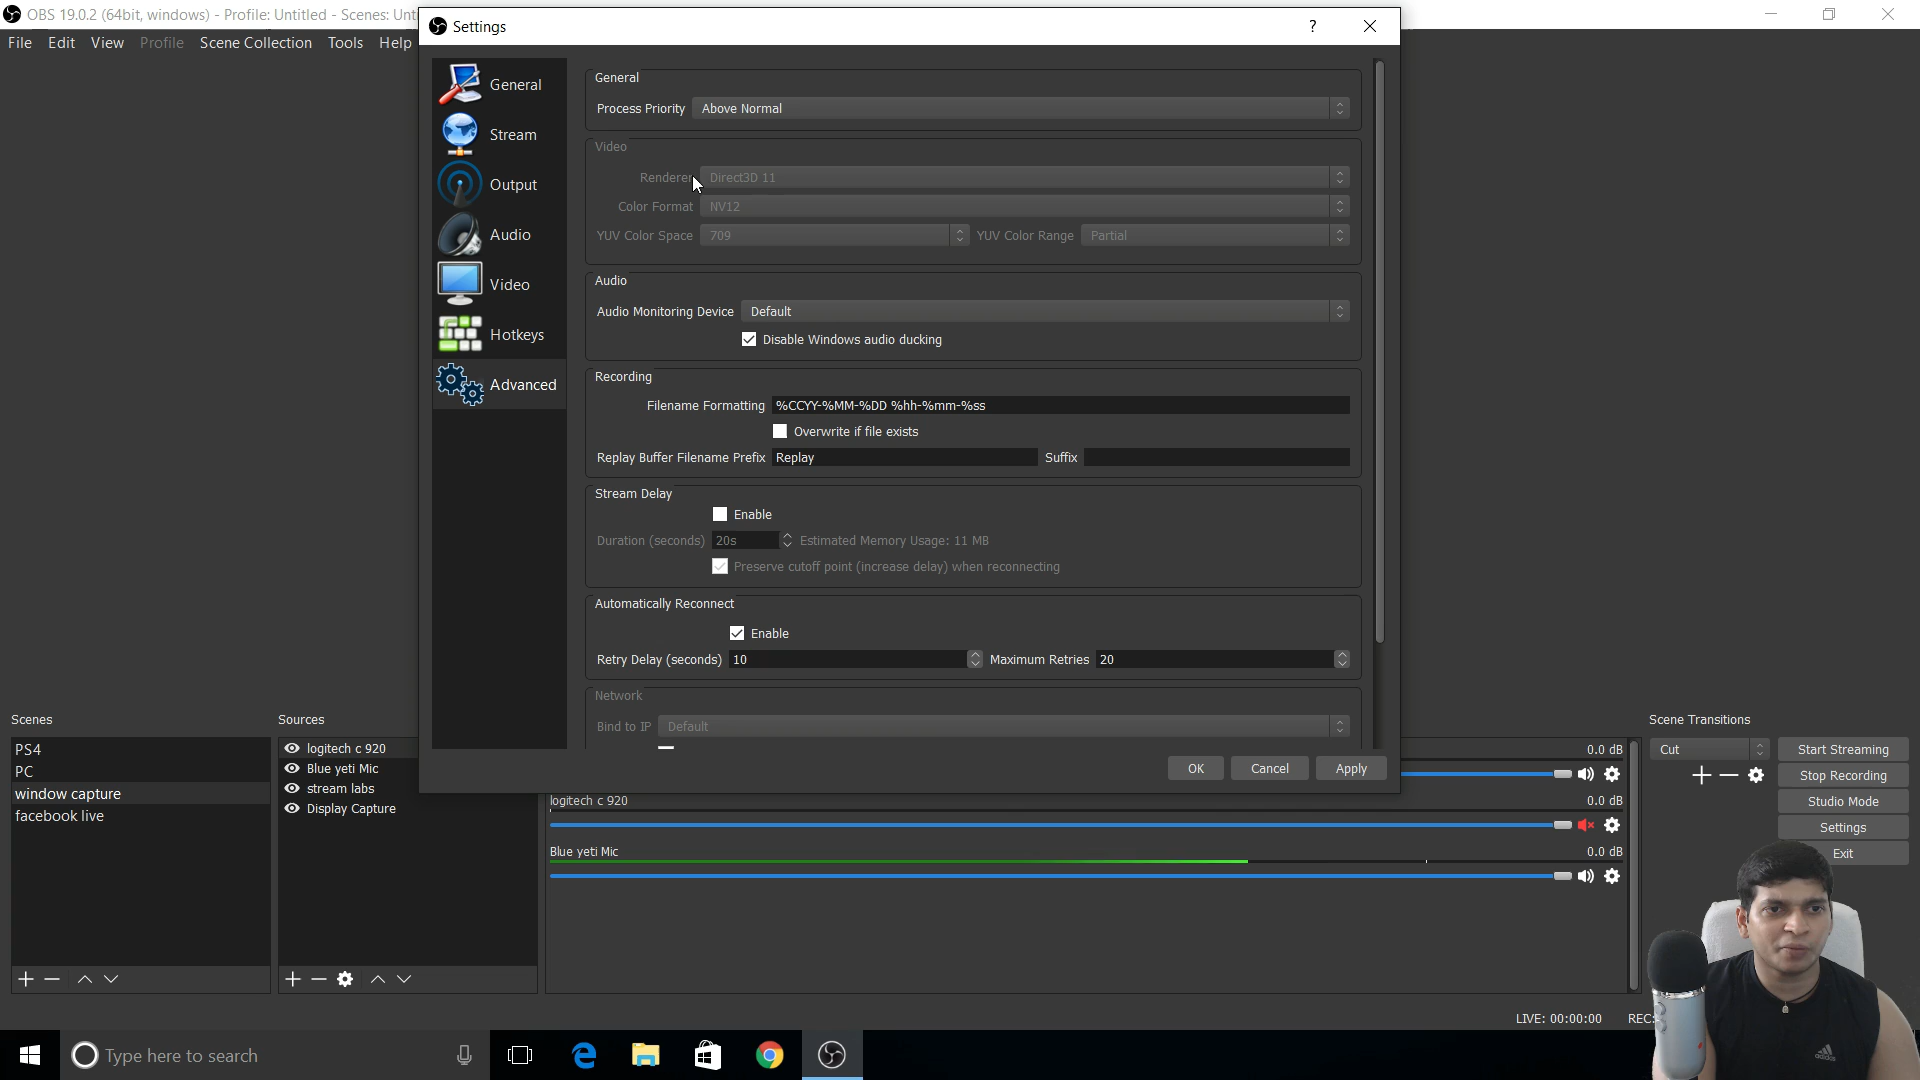 OBS 19.0.2 (64bit, windows) - Profile: Untitled - Scenes: Unt
File Edit View Profile Scene Collection Tools Help
Settings
?
General
Stream
Output
Audio
Video
Hotkeys
Advanced
General
Process Priority Above Normal
Video
Renderer Direct3D 11
Color Format NV12
YUV Color Space 709 YUV Color Range Partial
Audio
Audio Monitoring Device Default
Disable Windows audio ducking
Recording
Filename Formatting %CCYY-%MM-%DD %hh-%mm-%ss
Overwrite if file exists
Replay Buffer Filename Prefix Replay Suffix
Stream Delay
Enable
Duration (seconds) 20s Estimated Memory Usage: 11 MB
Preserve cutoff point (increase delay) when reconnecting
Automatically Reconnect
Enable
Retry Delay (seconds) 10 Maximum Retries 20
Network
Bind to IP Default
OK Cancel Apply
Scenes
PS4
PC
window capture
facebook live
Sources
logitech c 920
Blue yeti Mic
stream labs
Display Capture
0.0 dB
logitech c 920 0.0 dB
Blue yeti Mic 0.0 dB
Scene Transitions
Cut
Start Streaming
Stop Recording
Studio Mode
Settings
Exit
LIVE: 00:00:00 REC:
Type here to search
adidas